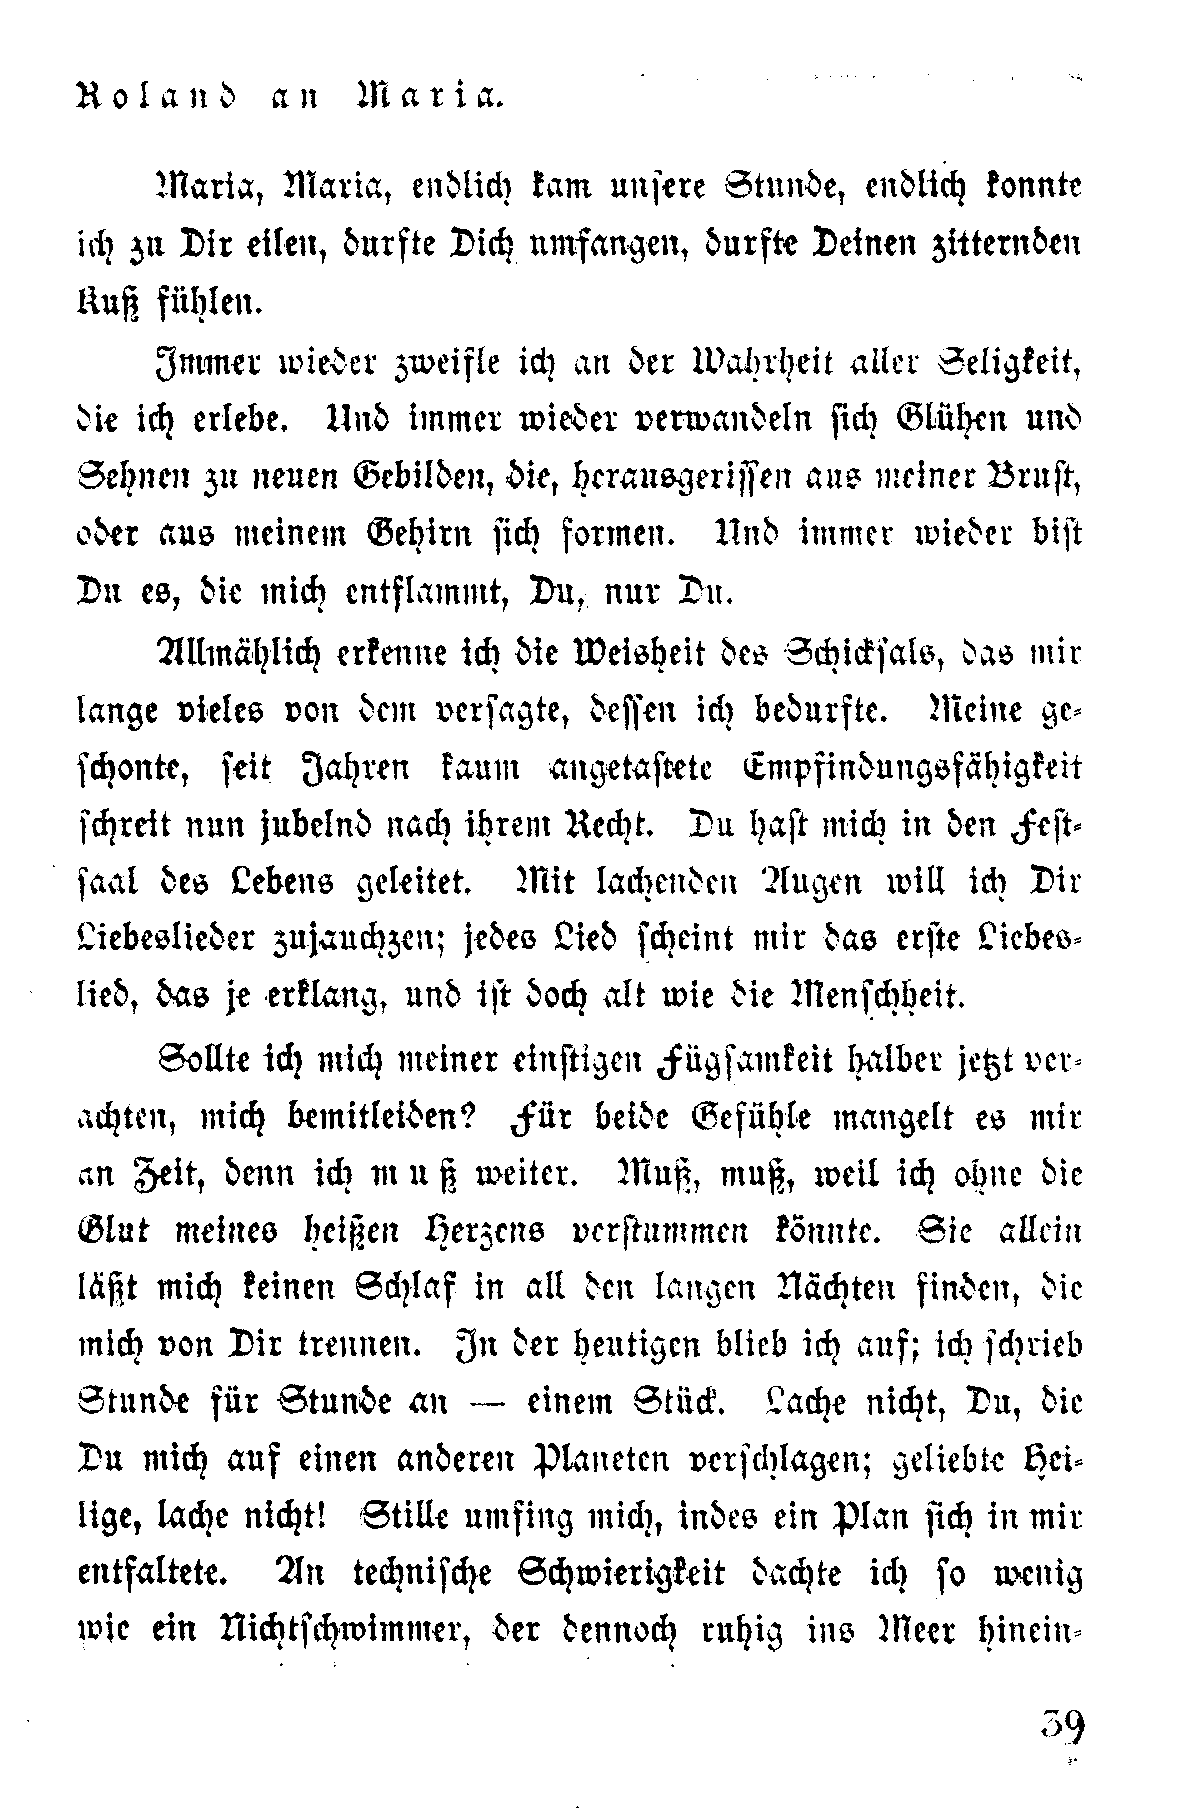 Roland an Maria.
Maria, Maria, endlich kam unsere Stunde, endlich konnte
ich zu Dir eilen, durfte Dich umfangen, durfte Deinen zitternden
Kuß fühlen.
Immer wieder zweifle ich an der Wahrheit aller Seligkeit,
die ich erlebe. Und immer wieder verwandeln sich Glühen und
Sehnen zu neuen Gebilden, die, herausgerissen aus meiner Brust,
oder aus meinem Gehirn sich formen. Und immer wieder bist
Du es, die mich entflammt, Du, nur Du.
Allmählich erkenne ich die Weisheit des Schicksals, das mir
lange vieles von dem versagte, dessen ich bedurfte. Meine ge-
schonte, seit Jahren kaum angetastete Empfindungsfähigkeit
schreit nun jubelnd nach ihrem Recht. Du hast mich in den Fest-
saal des Lebens geleitet. Mit lachenden Augen will ich Dir
Liebeslieder zujauchzen; jedes Lied scheint mir das erste Liebes-
lied, das je erklang, und ist doch alt wie die Menschheit.
Sollte ich mich meiner einstigen Fügsamkeit halber jetzt ver-
achten, mich bemitleiden? Für beide Gefühle mangelt es mir
an Zeit, denn ich muß weiter. Muß, muß, weil ich ohne die
Glut meines heißen Herzens verstummen könnte. Sie allein
läßt mich keinen Schlaf in all den langen Nächten finden, die
mich von Dir trennen. In der heutigen blieb ich auf; ich schrieb
Stunde für Stunde an — einem Stück. Lache nicht, Du, die
Du mich auf einen anderen Planeten verschlagen; geliebte Hei-
lige, lache nicht! Stille umfing mich, indes ein Plan sich in mir
entfaltete. An technische Schwierigkeit dachte ich so wenig
wie ein Nichtschwimmer, der dennoch ruhig ins Meer hinein-
39